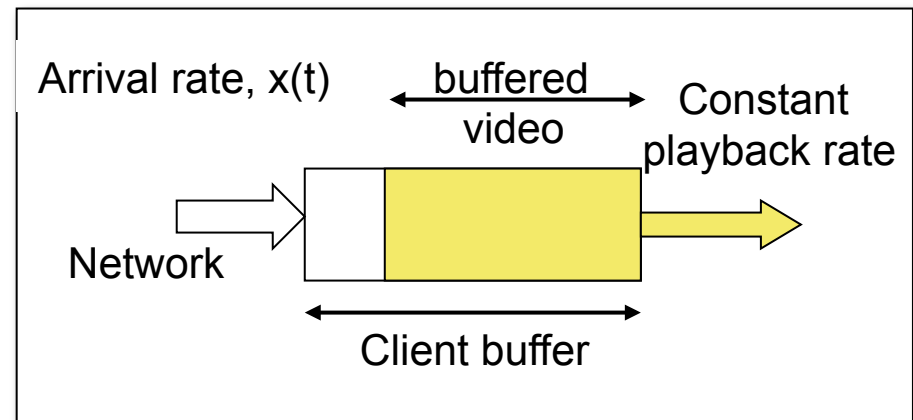 Arrival rate, x(t)
buffered
video
Constant
playback rate
Network
Client buffer